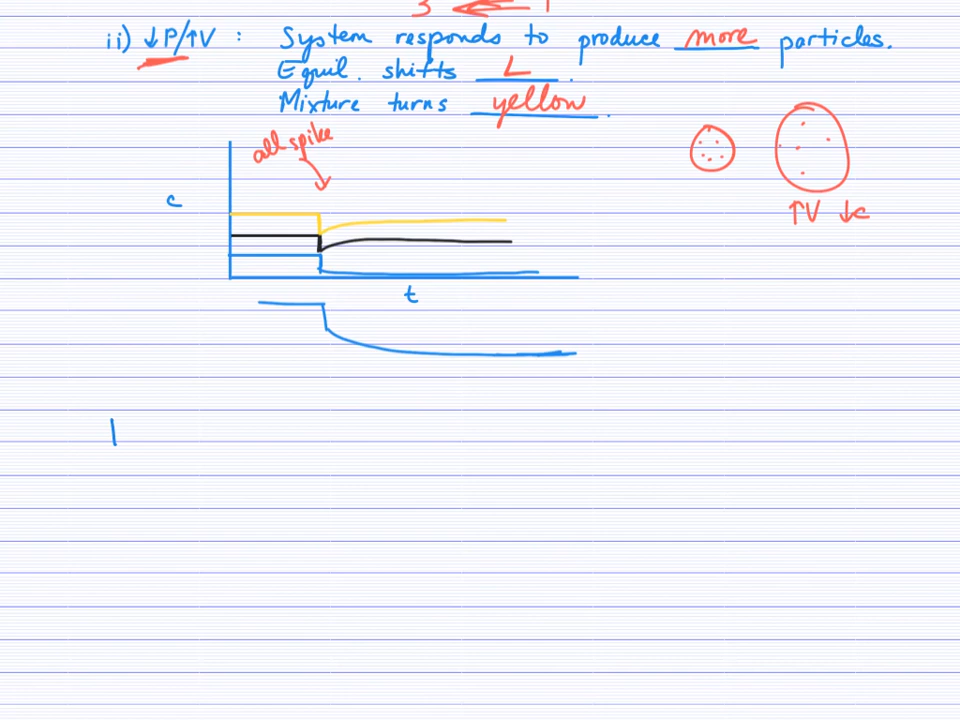 3 ⟸ 1
ii) ↓P/↑V : System responds to produce more particles.
Equil. shifts L.
Mixture turns yellow.
all spike
c
↑V ↓c
t